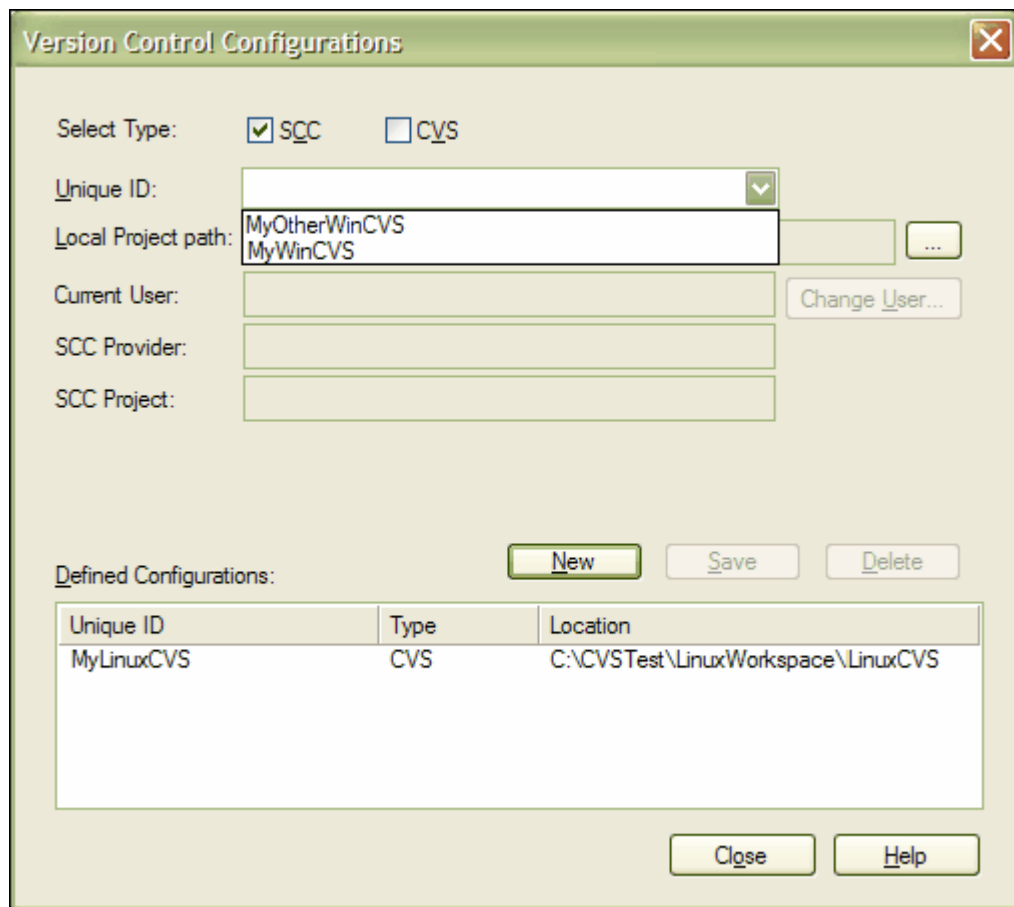 Version Control Configurations
Select Type: SCC CVS
Unique ID:
MyOtherWinCVS
Local Project path: ...
MyWinCVS
Current User: Change User...
SCC Provider:
SCC Project:
New Save Delete
Defined Configurations:
Unique ID Type Location
MyLinuxCVS CVS C:\CVSTest\LinuxWorkspace\LinuxCVS
Close Help